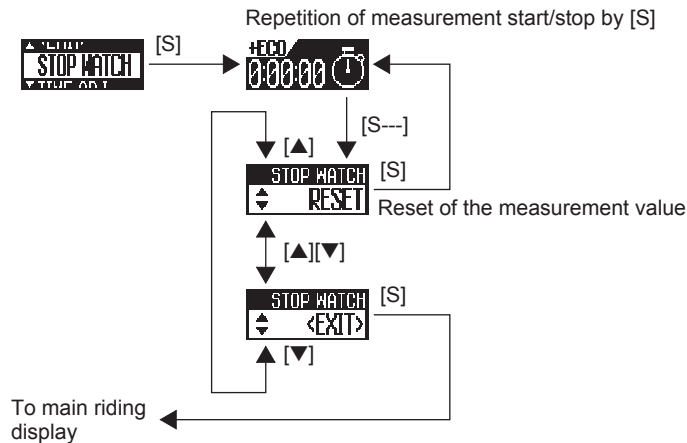 Repetition of measurement start/stop by [S]
STOP WATCH
[S]
+ECO
0:00:00
[S---]
[▲]
STOP WATCH
RESET
[S]
Reset of the measurement value
[▲][▼]
STOP WATCH
<EXIT>
[S]
[▼]
To main riding
display